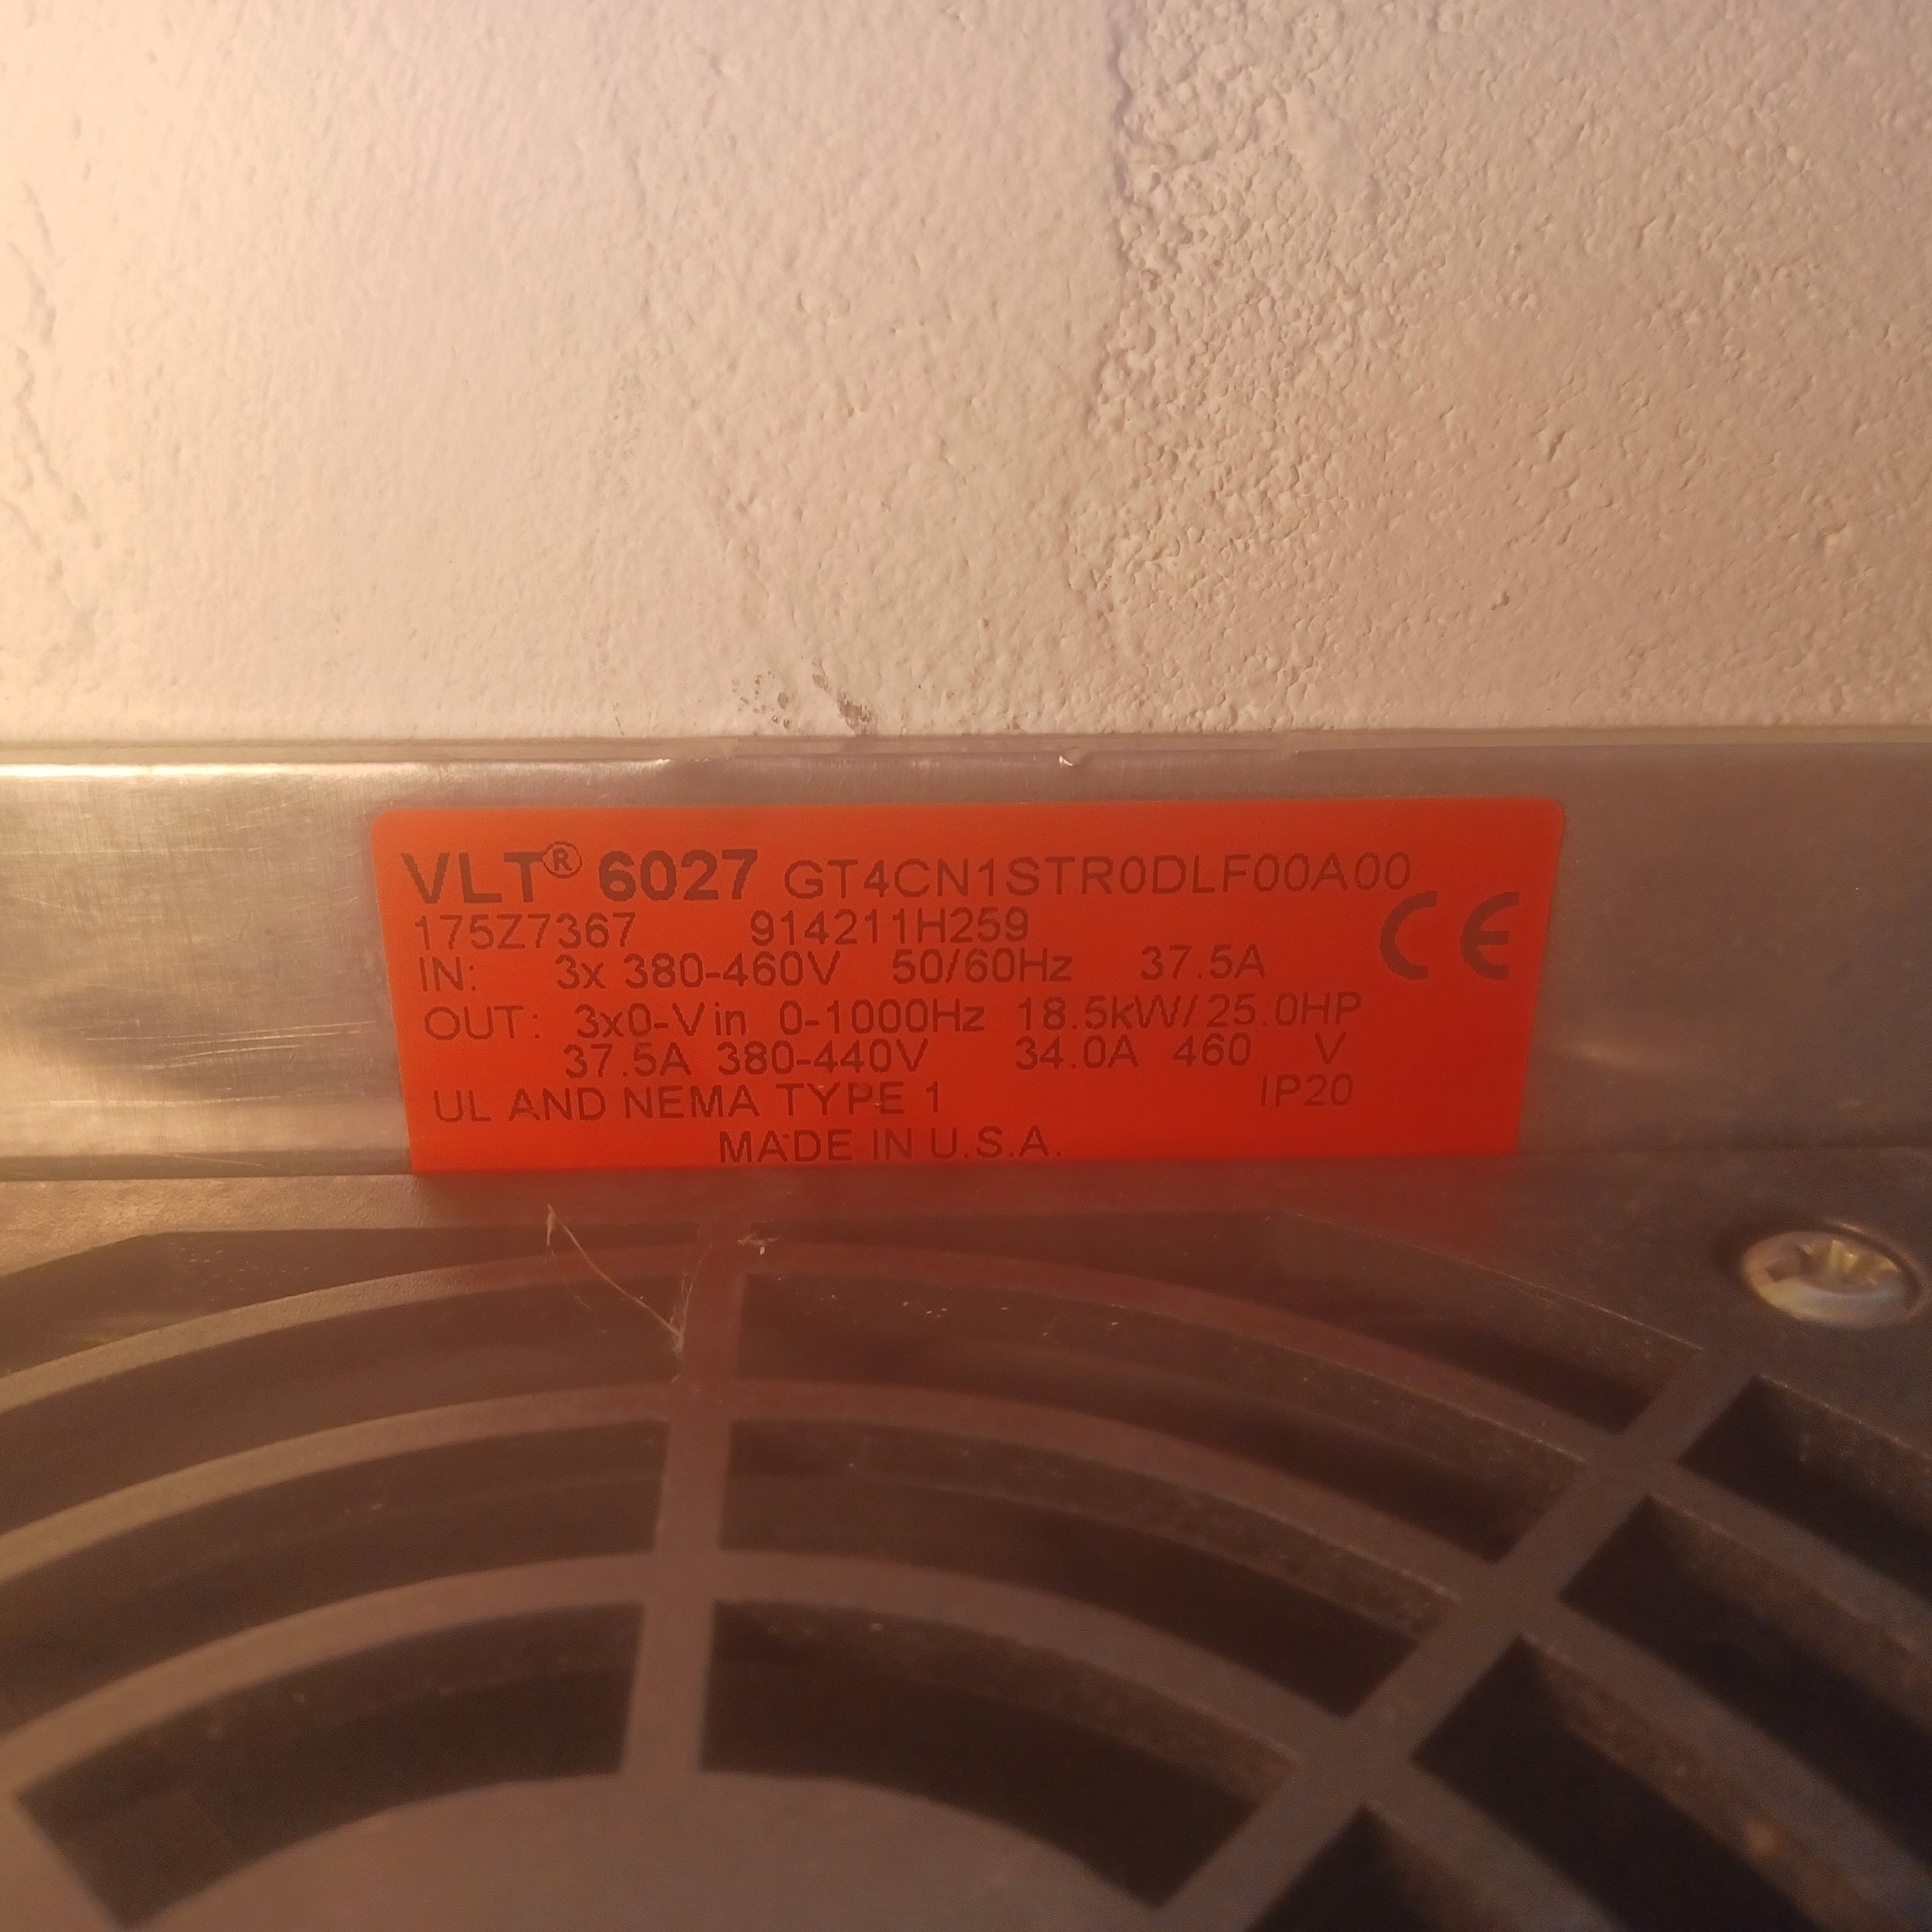 VLT® 6027 GT4CN1STR0DLF00A00
175Z7367 914211H259
CE
IN: 3x 380-460V 50/60Hz 37.5A
OUT: 3x0-Vin 0-1000Hz 18.5kW/25.0HP
37.5A 380-440V 34.0A 460 V
UL AND NEMA TYPE 1 IP20
MADE IN U.S.A.